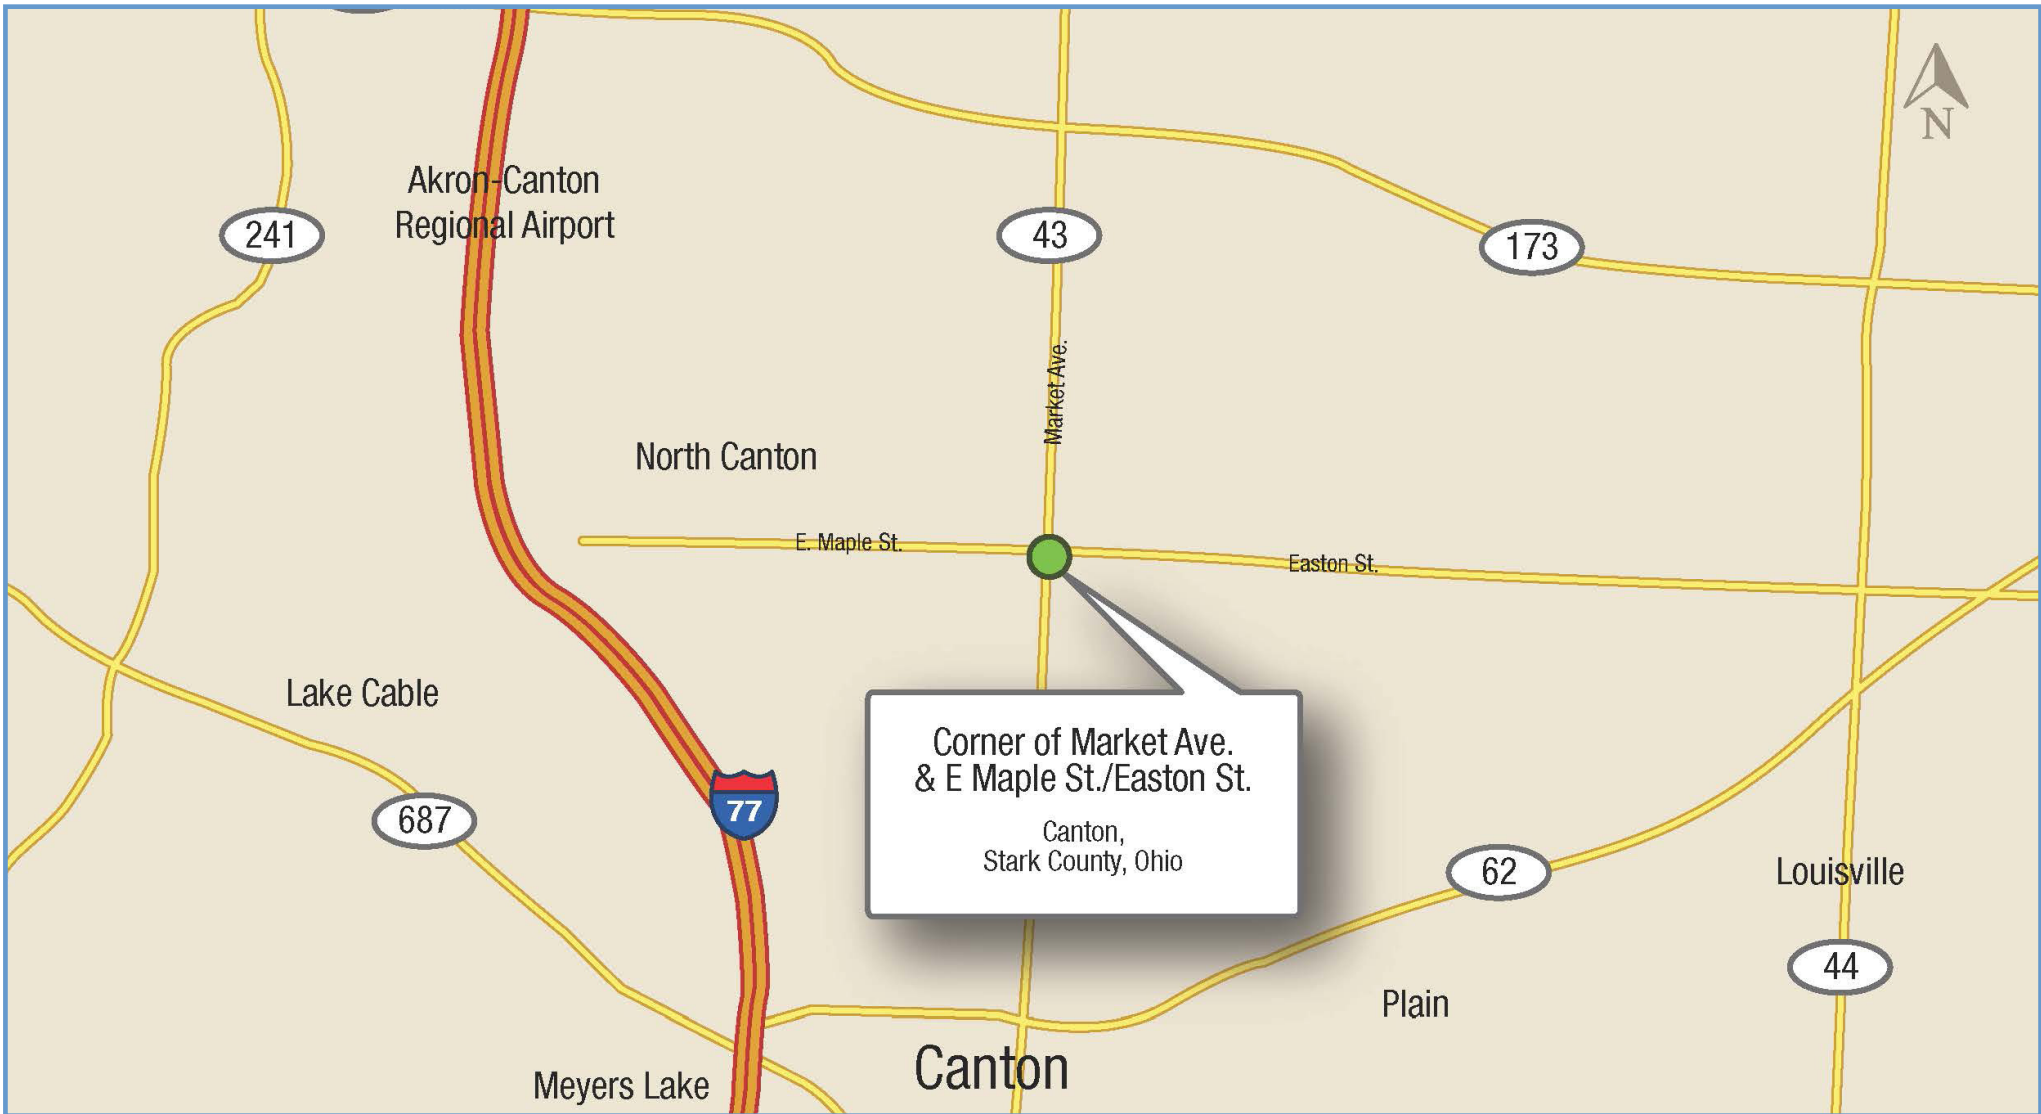 N
Akron-Canton
Regional Airport
241
43
173
Market Ave.
North Canton
E. Maple St.
Easton St.
Lake Cable
Corner of Market Ave.
& E Maple St./Easton St.
Canton,
Stark County, Ohio
77
687
62
Louisville
44
Plain
Canton
Meyers Lake